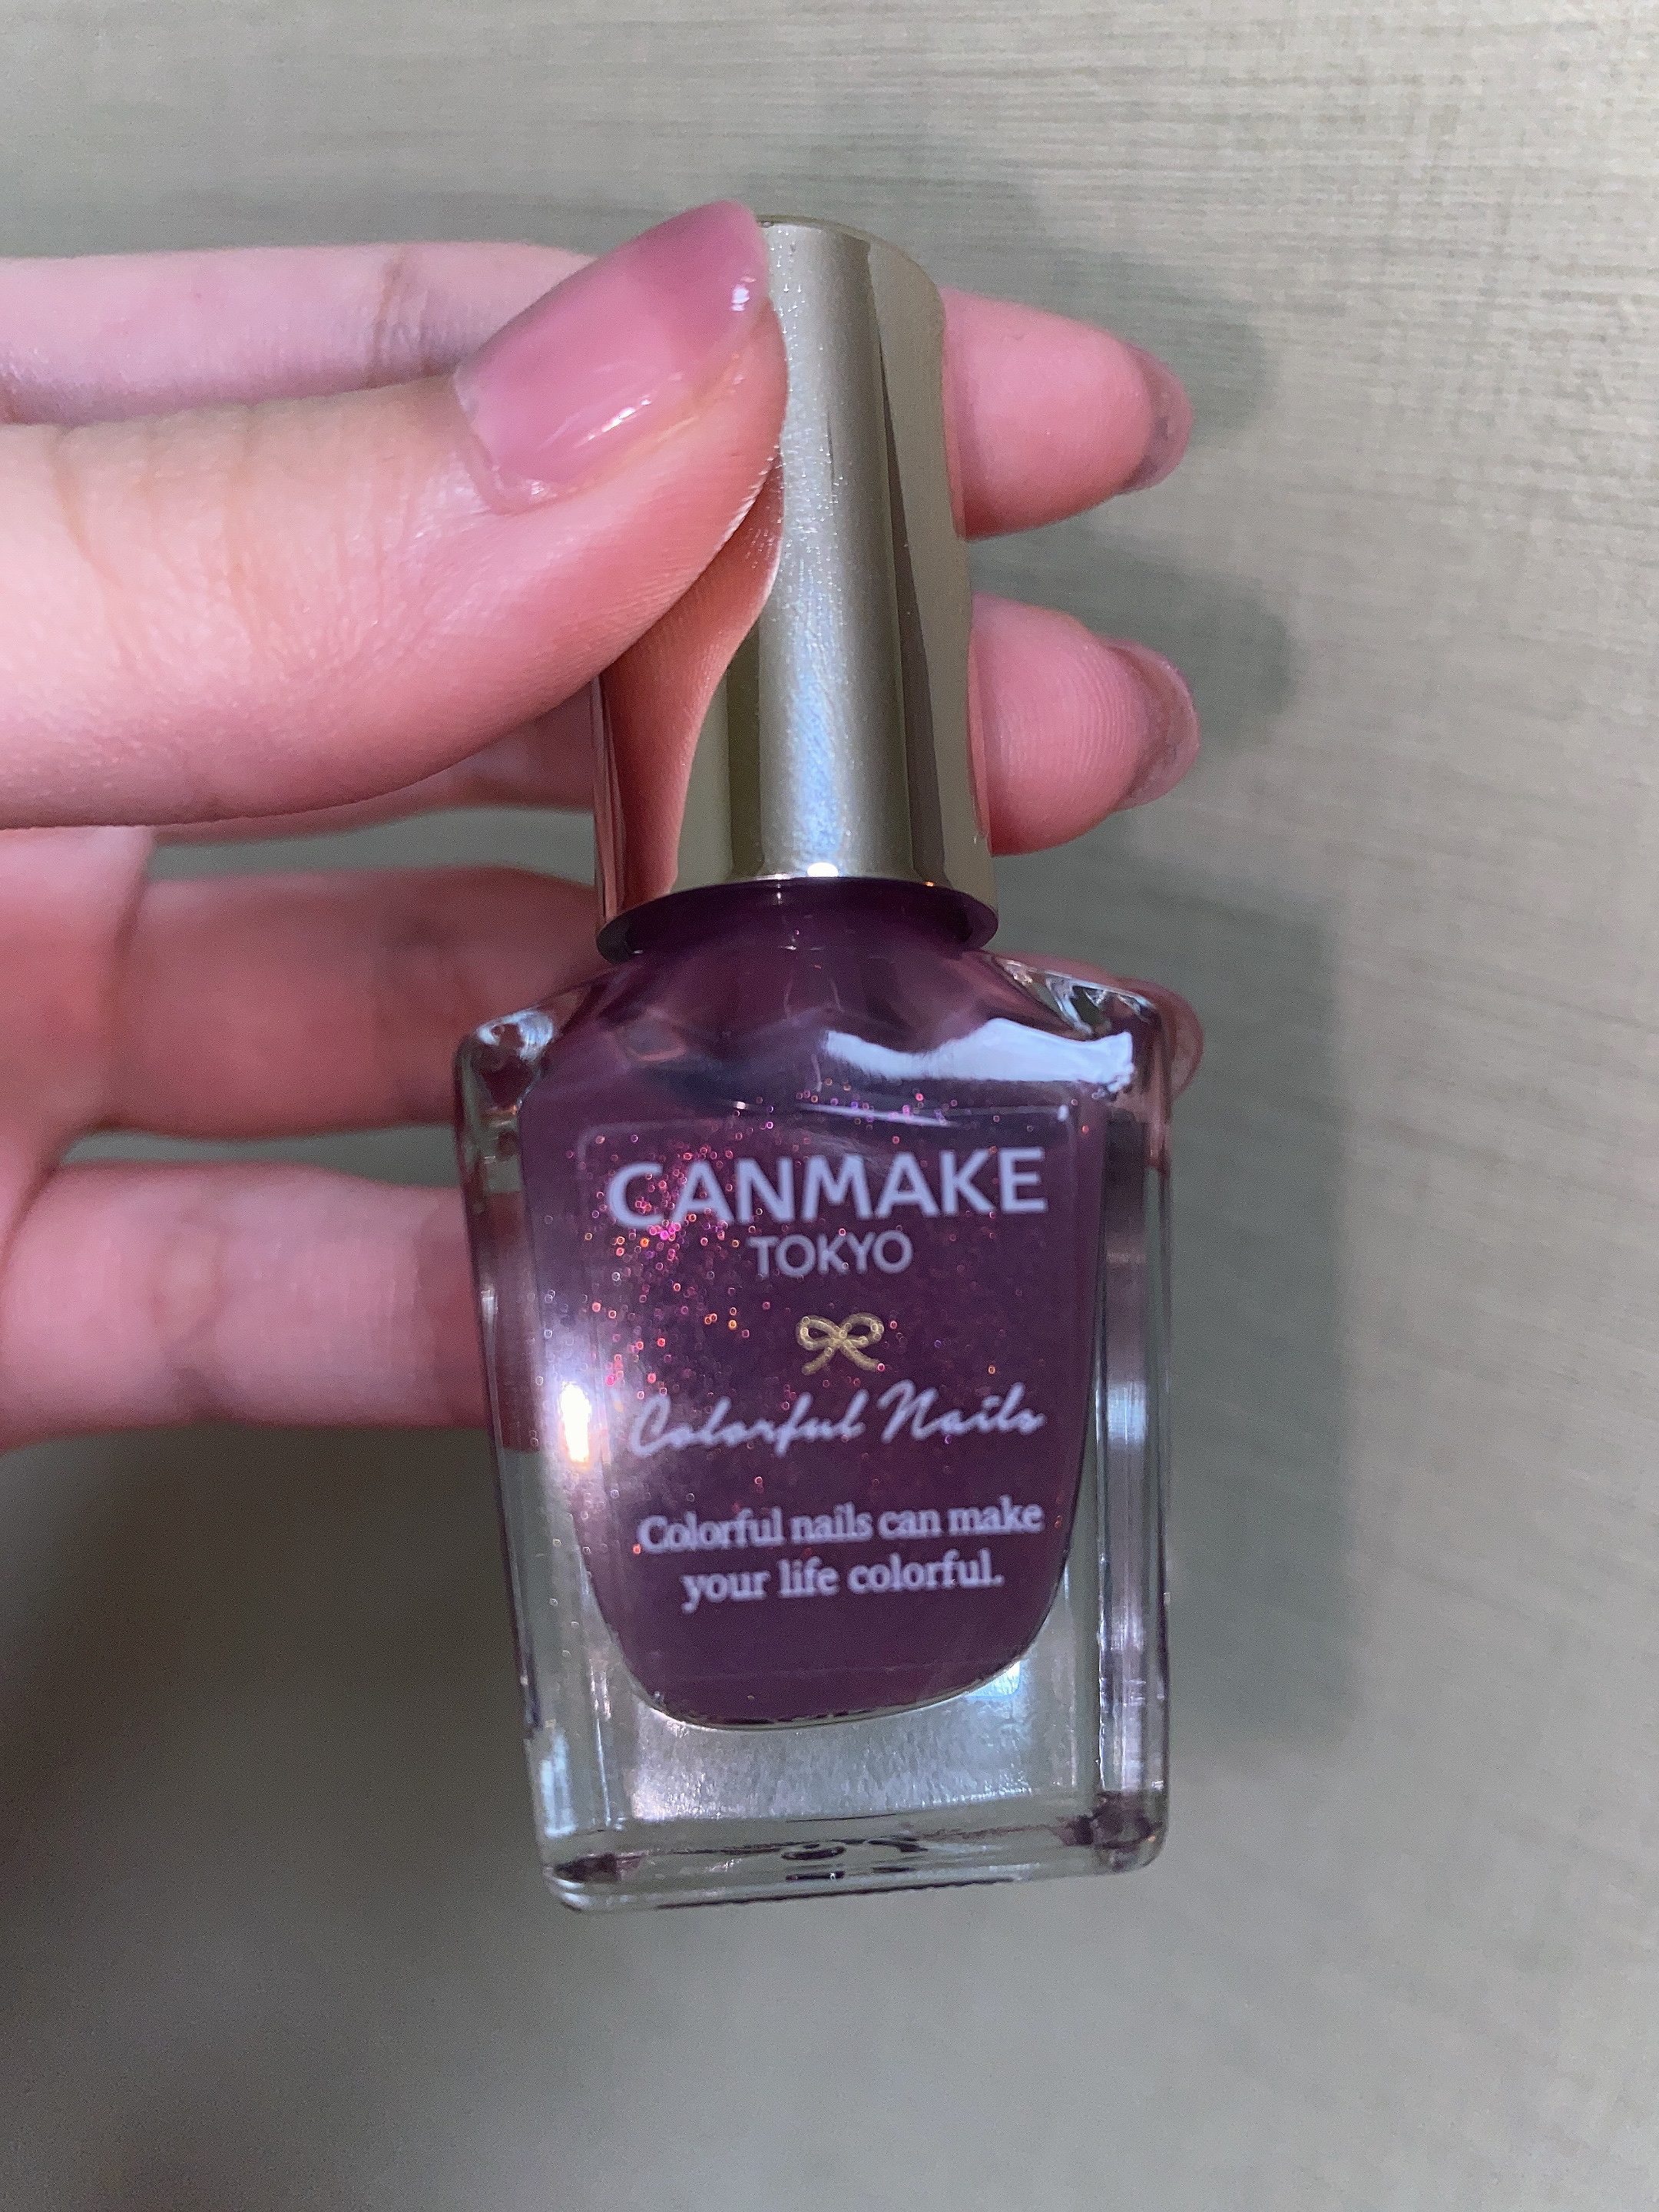 CANMAKE
TOKYO
Colorful Nails
Colorful nails can make
your life colorful.